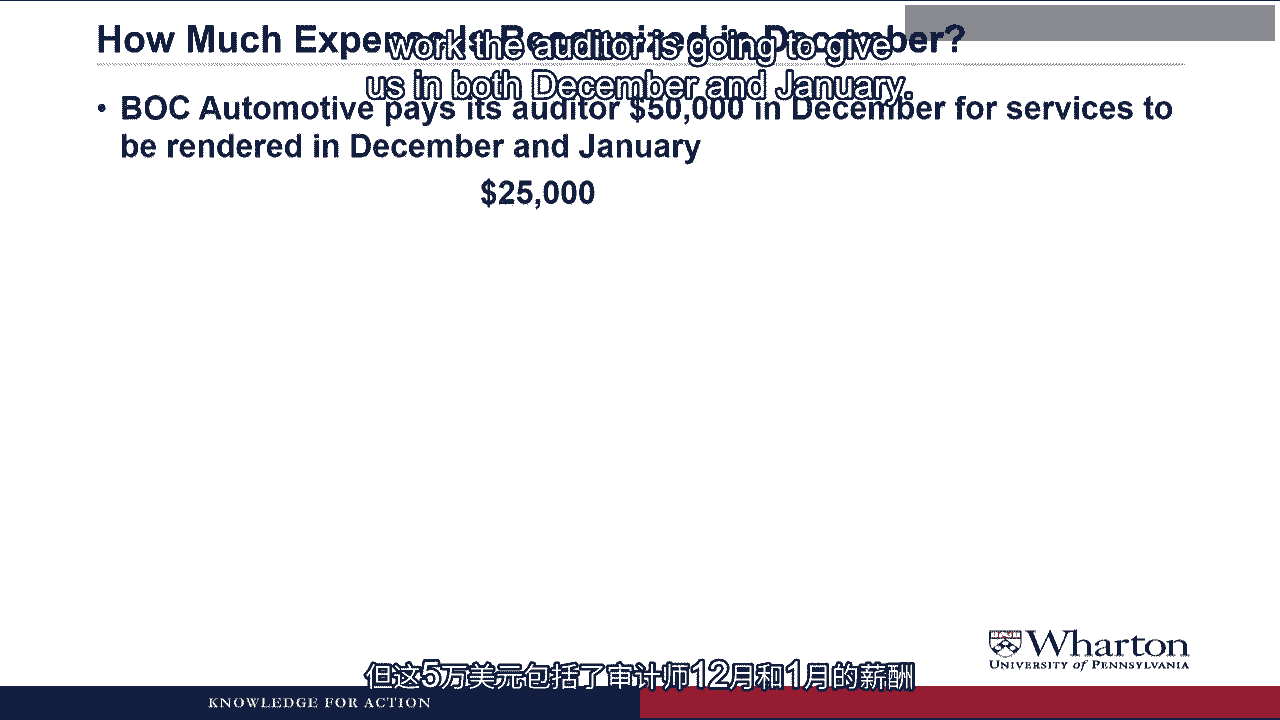 How Much Expense Is Recognized in December?
work the auditor is going to give
us in both December and January.
• BOC Automotive pays its auditor $50,000 in December for services to
be rendered in December and January
$25,000
Wharton
UNIVERSITY OF PENNSYLVANIA
但这5万美元包括了审计师12月和1月的薪酬
KNOWLEDGE FOR ACTION